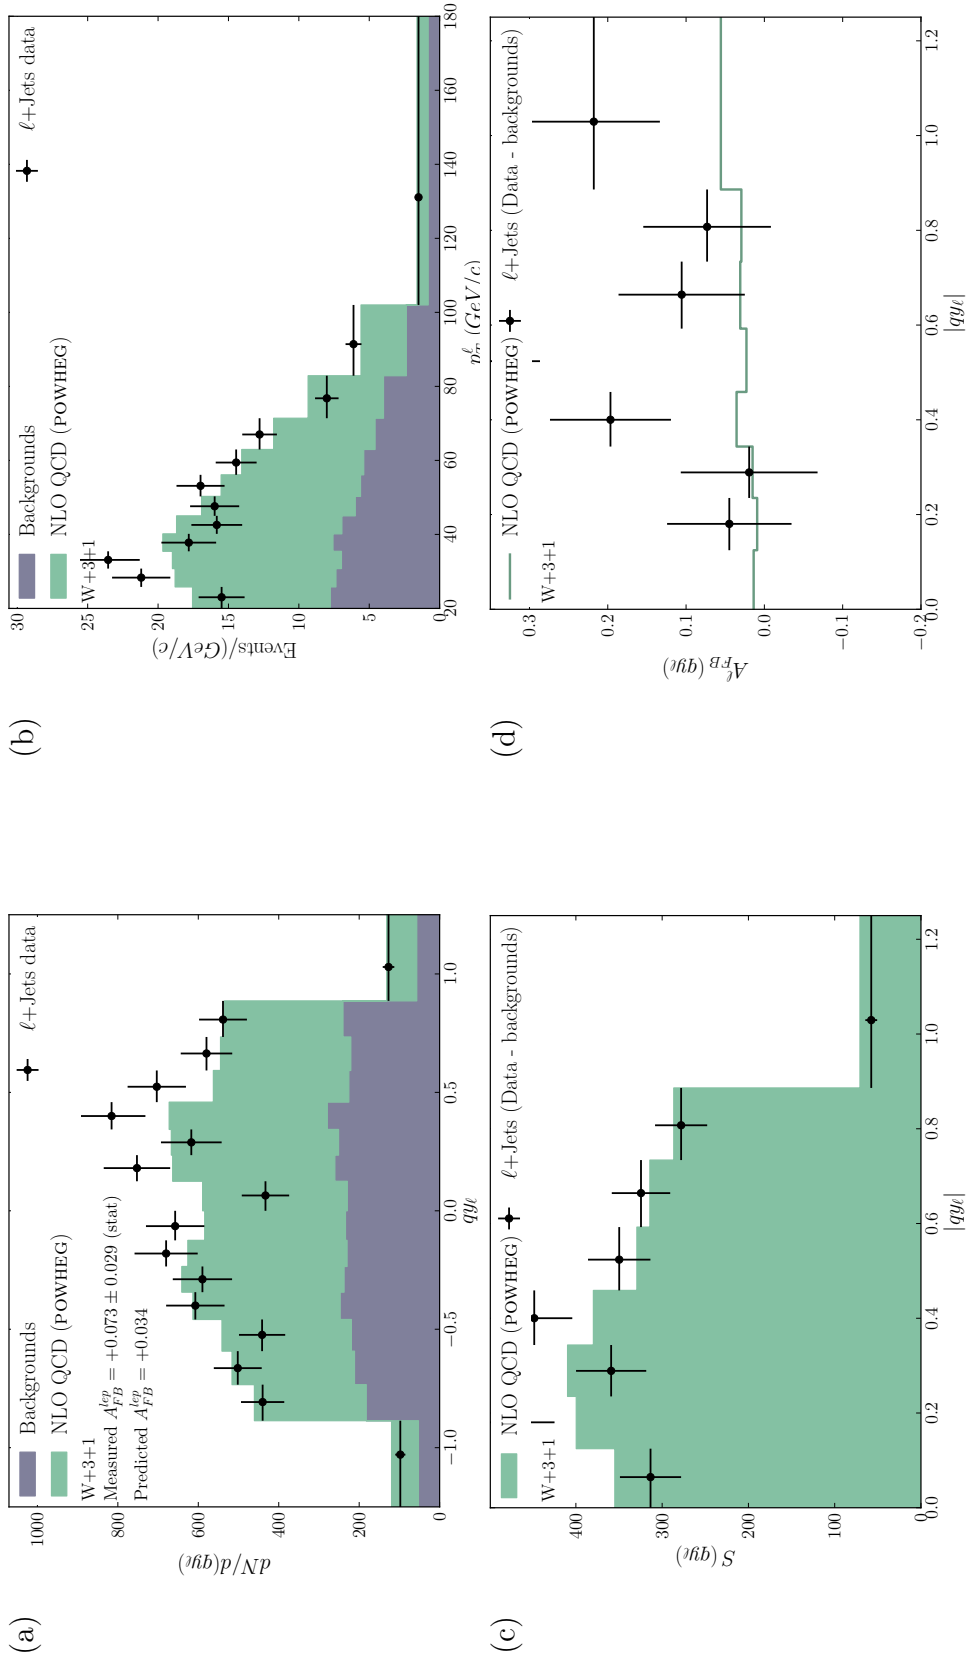 (a)
Backgrounds
NLO QCD (POWHEG)
W+3+1
Measured A_{FB}^{lep} = +0.073 ± 0.029 (stat)
Predicted A_{FB}^{lep} = +0.034
ℓ+Jets data
dN/d(qy_ℓ)
0
200
400
600
800
1000
−1.0
−0.5
0.0
0.5
1.0
qy_ℓ
(b)
Backgrounds
NLO QCD (POWHEG)
W+3+1
ℓ+Jets data
Events/(GeV/c)
0
5
10
15
20
25
30
20
40
60
80
100
120
140
160
180
p_T^ℓ (GeV/c)
(c)
NLO QCD (POWHEG)
W+3+1
ℓ+Jets (Data - backgrounds)
S(qy_ℓ)
0
100
200
300
400
0.0
0.2
0.4
0.6
0.8
1.0
1.2
|qy_ℓ|
(d)
NLO QCD (POWHEG)
W+3+1
ℓ+Jets (Data - backgrounds)
A_{FB}^ℓ(qy_ℓ)
−0.2
−0.1
0.0
0.1
0.2
0.3
0.0
0.2
0.4
0.6
0.8
1.0
1.2
|qy_ℓ|